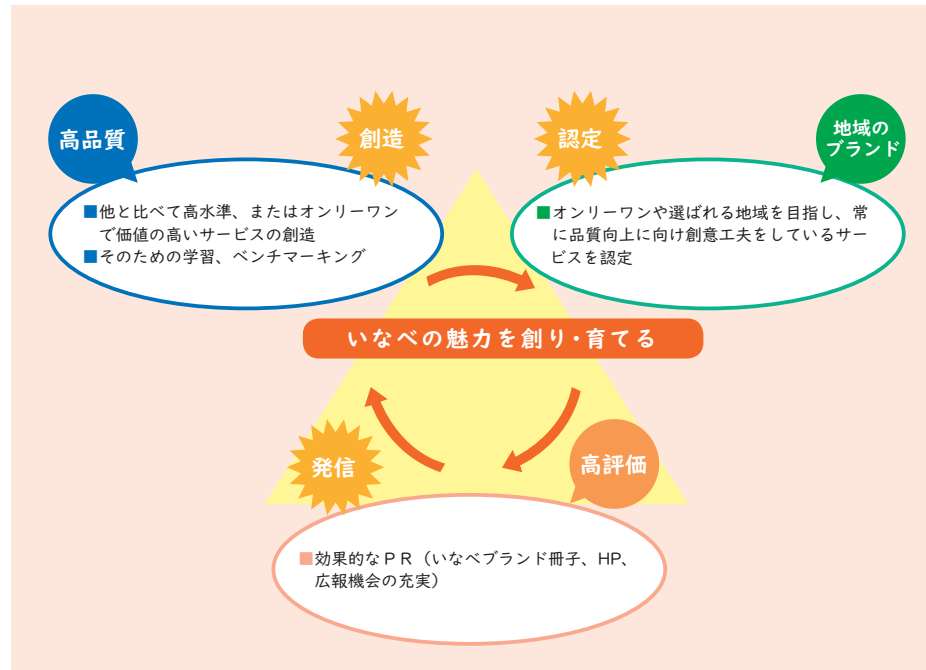 高品質
創造
■他と比べて高水準、またはオンリーワン
で価値の高いサービスの創造
■そのための学習、ベンチマーキング
認定
地域の
ブランド
■オンリーワンや選ばれる地域を目指し、常
に品質向上に向け創意工夫をしているサー
ビスを認定
いなべの魅力を創り・育てる
発信
高評価
■効果的なPR（いなべブランド冊子、HP、
広報機会の充実）